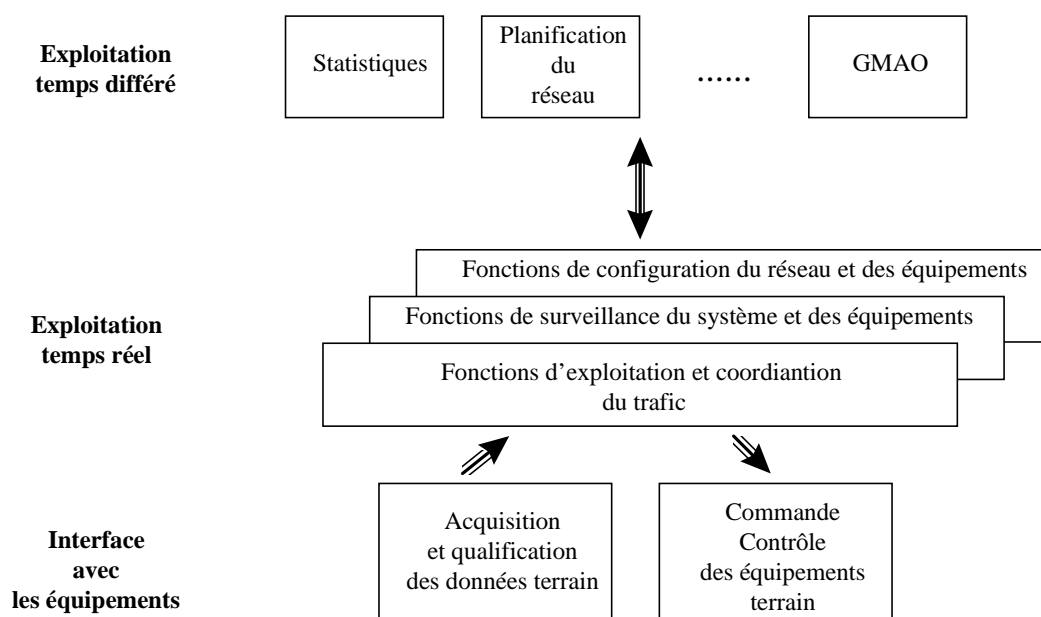 Exploitation
temps différé
Statistiques
Planification
du
réseau
......
GMAO
Fonctions de configuration du réseau et des équipements
Exploitation
temps réel
Fonctions de surveillance du système et des équipements
Fonctions d'exploitation et coordiantion
du trafic
Interface
avec
les équipements
Acquisition
et qualification
des données terrain
Commande
Contrôle
des équipements
terrain